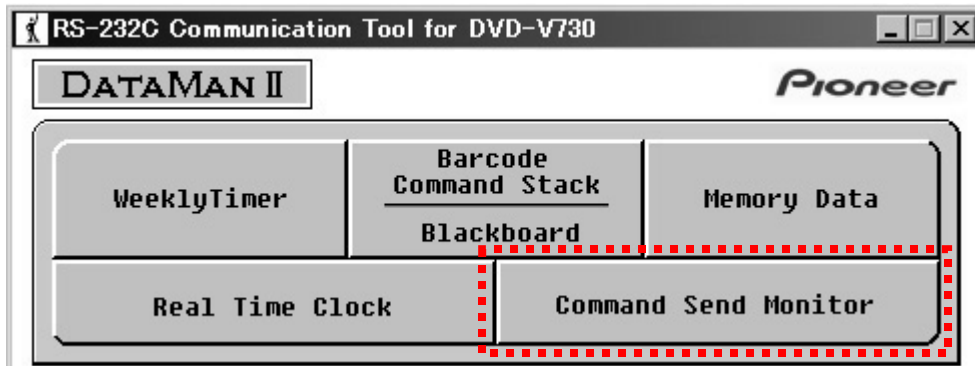 RS-232C Communication Tool for DVD-V730
DATAMAN II
Pioneer
WeeklyTimer
Barcode
Command Stack
Blackboard
Memory Data
Real Time Clock
Command Send Monitor